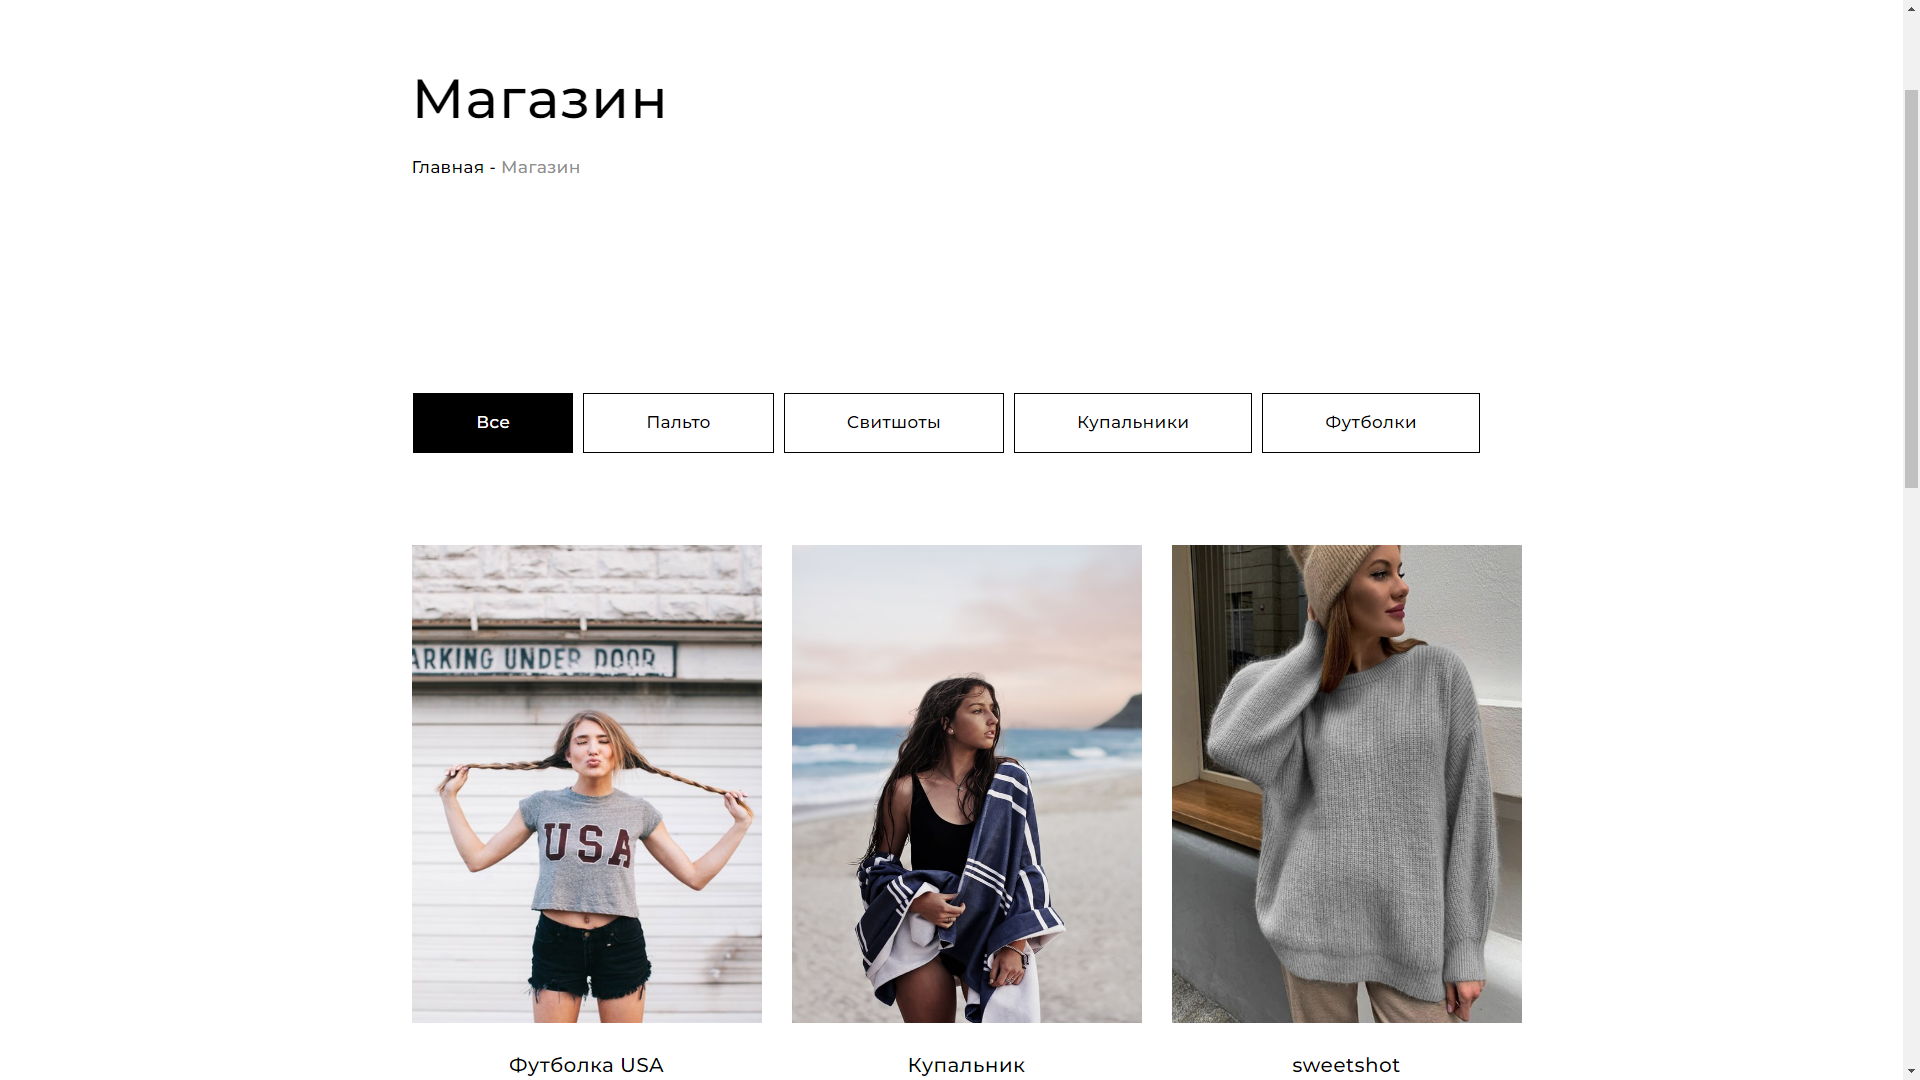 Магазин
Главная - Магазин
Все
Пальто
Свитшоты
Купальники
Футболки
ARKING UNDER DOOR
USA
Футболка USA
Купальник
sweetshot